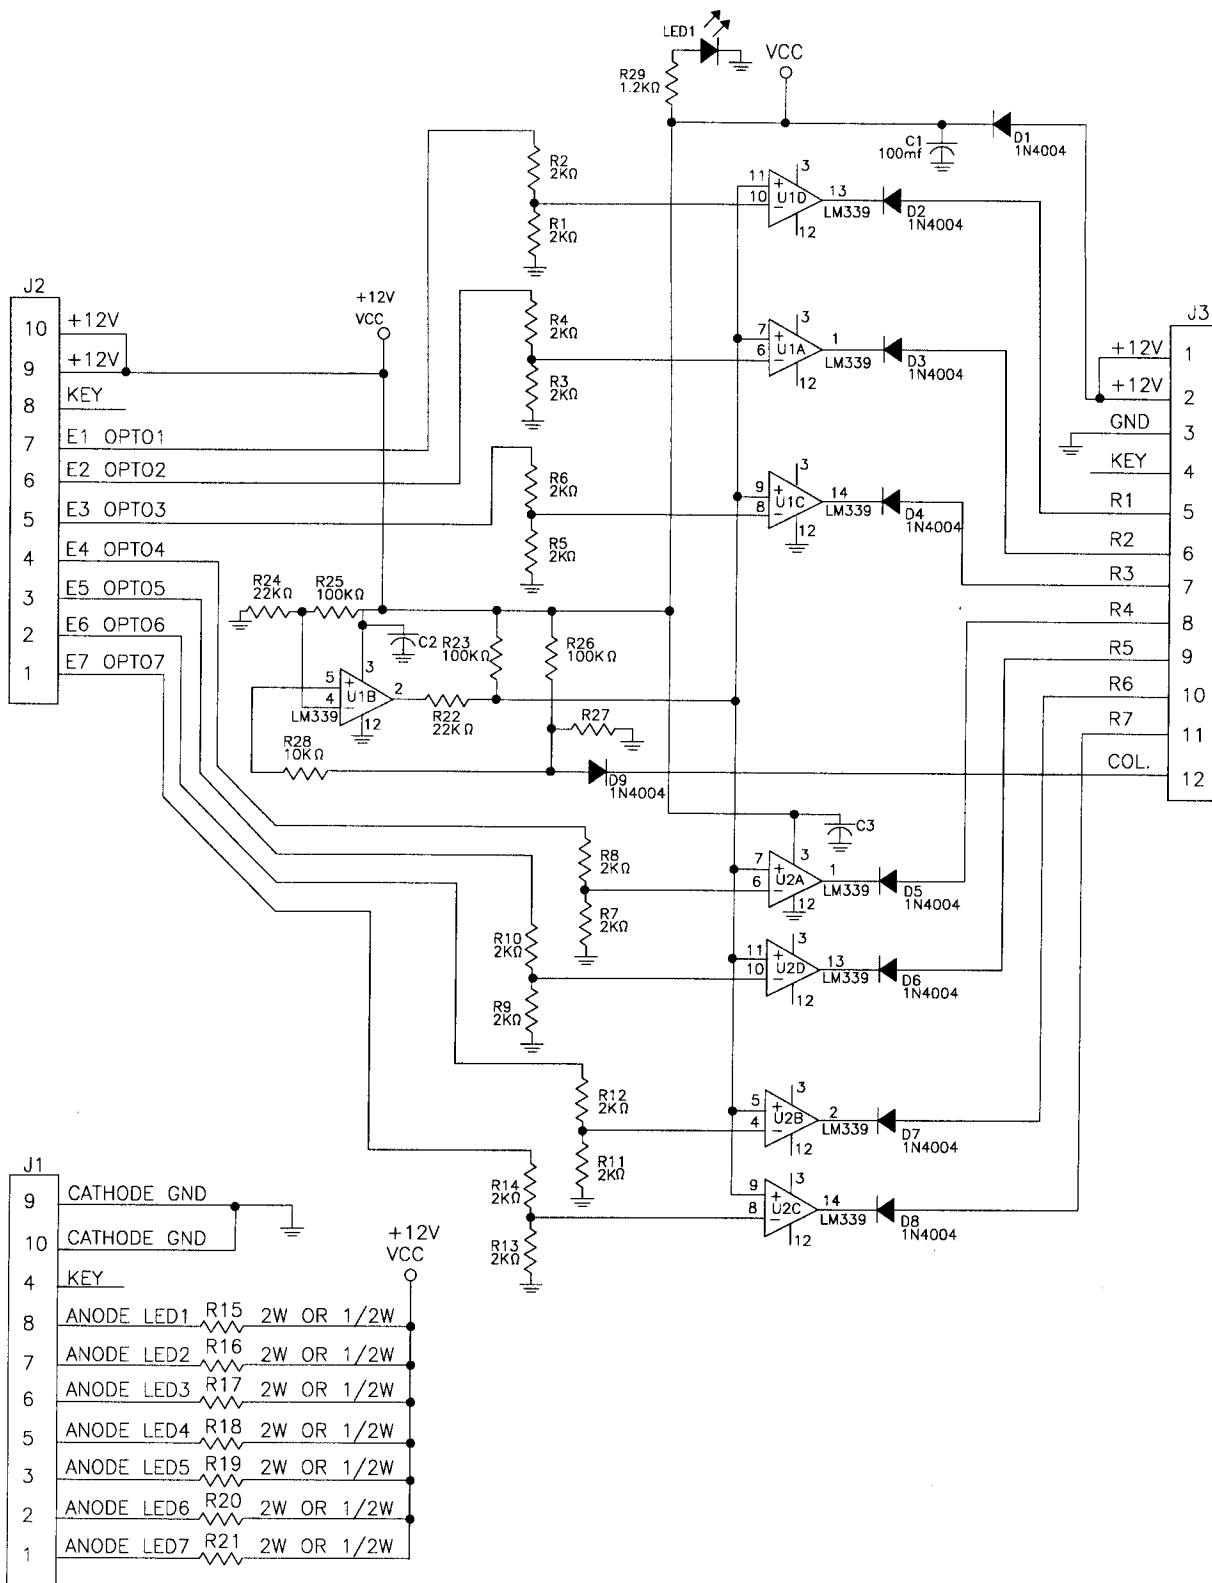 LED1
VCC
R29
1.2KΩ
C1
100mf
D1
1N4004
R2
2KΩ
R1
2KΩ
11
10
+
−
3
U1D
12
13
LM339
D2
1N4004
J2
10 +12V
9 +12V
8 KEY
7 E1 OPTO1
6 E2 OPTO2
5 E3 OPTO3
4 E4 OPTO4
3 E5 OPTO5
2 E6 OPTO6
1 E7 OPTO7
+12V
VCC
R4
2KΩ
R3
2KΩ
7
6
+
−
3
U1A
12
1
LM339
D3
1N4004
R6
2KΩ
R5
2KΩ
9
8
+
−
3
U1C
12
14
LM339
D4
1N4004
J3
+12V 1
+12V 2
GND 3
KEY 4
R1 5
R2 6
R3 7
R4 8
R5 9
R6 10
R7 11
COL. 12
R24
22KΩ
R25
100KΩ
C2
R23
100KΩ
R26
100KΩ
5
4
+
−
3
U1B
12
2
LM339
R22
22KΩ
R27
R28
10KΩ
D9
1N4004
C3
R8
2KΩ
R7
2KΩ
7
6
+
−
3
U2A
12
1
LM339
D5
1N4004
R10
2KΩ
R9
2KΩ
11
10
+
−
3
U2D
12
13
LM339
D6
1N4004
R12
2KΩ
R11
2KΩ
5
4
+
−
3
U2B
12
2
LM339
D7
1N4004
R14
2KΩ
R13
2KΩ
9
8
+
−
3
U2C
12
14
LM339
D8
1N4004
J1
9 CATHODE GND
10 CATHODE GND
4 KEY
+12V
VCC
8 ANODE LED1 R15 2W OR 1/2W
7 ANODE LED2 R16 2W OR 1/2W
6 ANODE LED3 R17 2W OR 1/2W
5 ANODE LED4 R18 2W OR 1/2W
3 ANODE LED5 R19 2W OR 1/2W
2 ANODE LED6 R20 2W OR 1/2W
1 ANODE LED7 R21 2W OR 1/2W